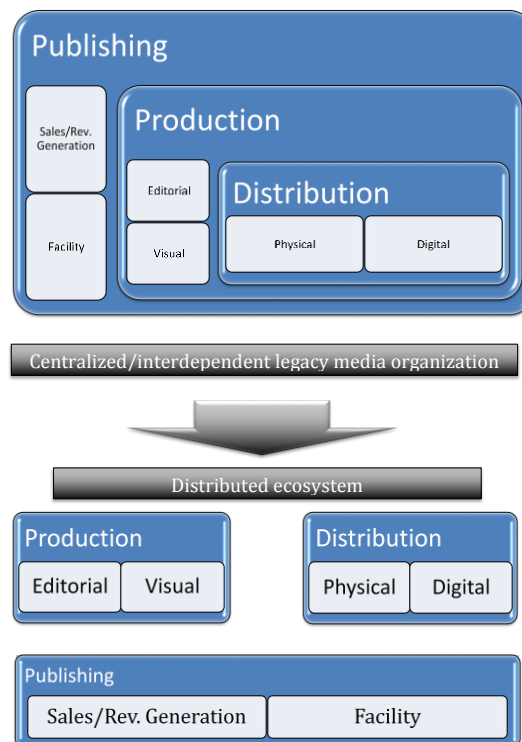 Publishing
Sales/Rev.
Generation
Facility
Production
Editorial
Visual
Distribution
Physical
Digital
Centralized/interdependent legacy media organization
Distributed ecosystem
Production
Editorial
Visual
Distribution
Physical
Digital
Publishing
Sales/Rev. Generation
Facility